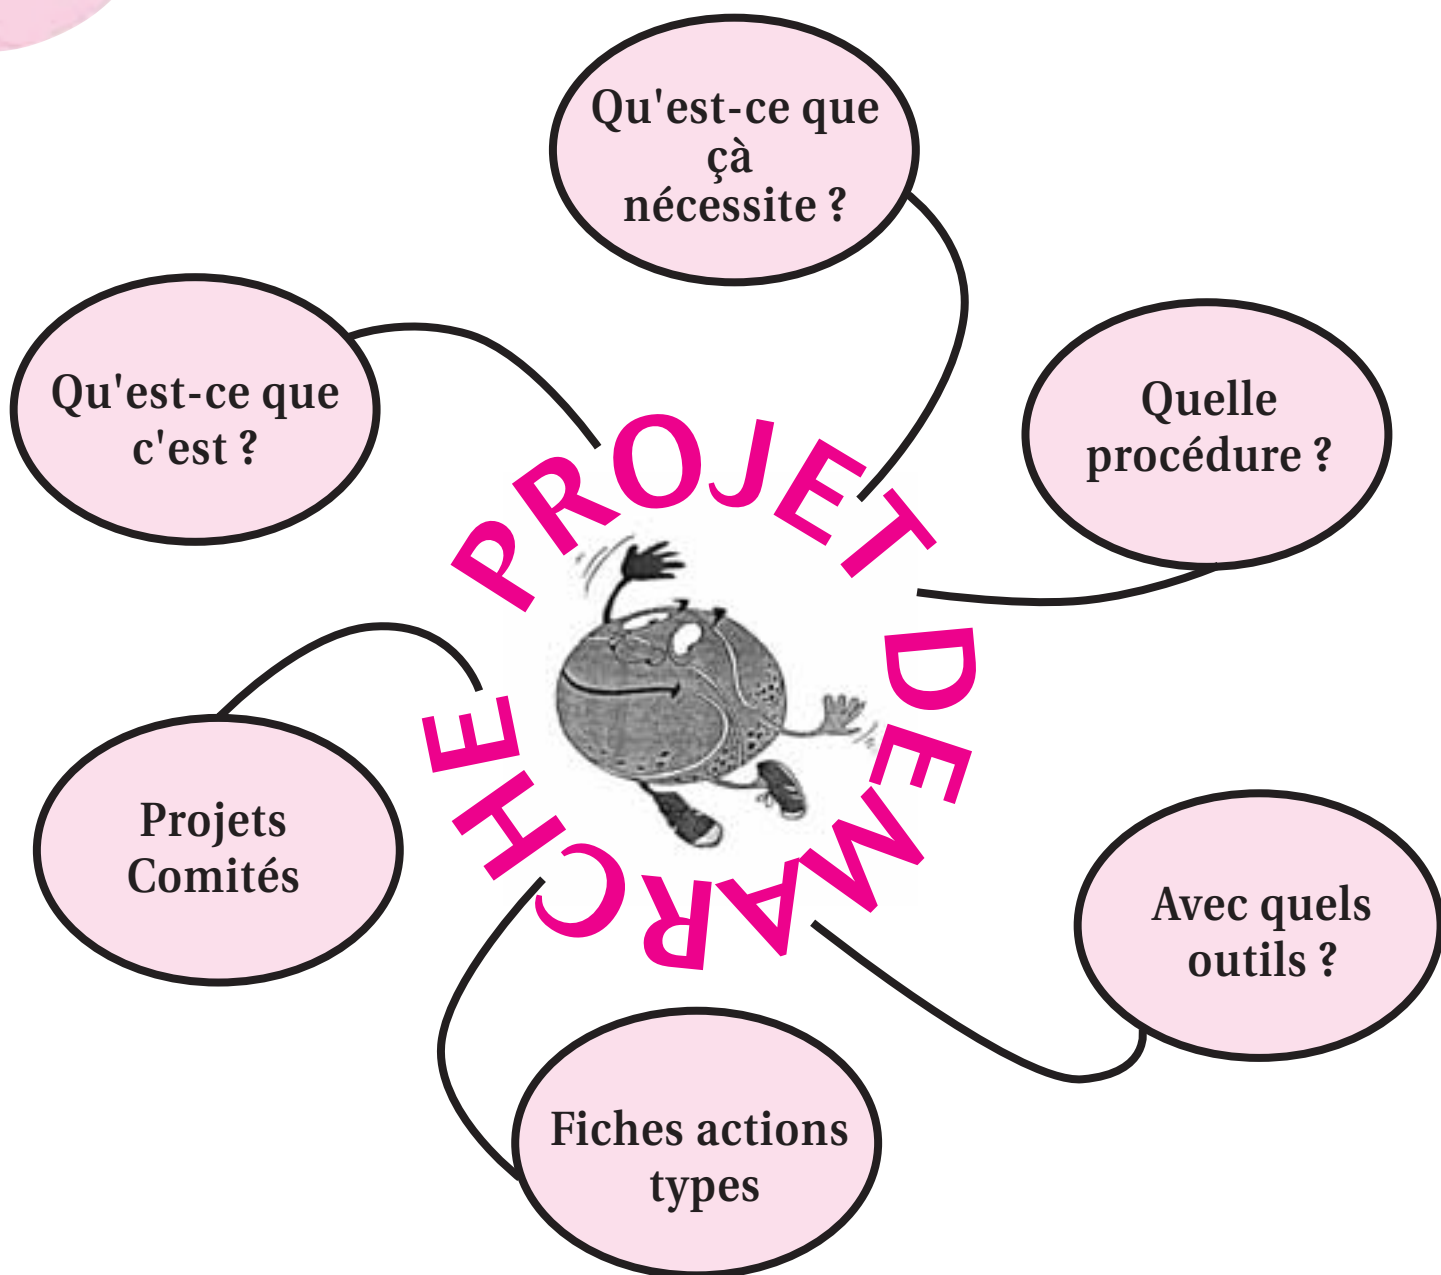 Qu'est-ce que
çà
nécessite ?
Qu'est-ce que
c'est ?
Quelle
procédure ?
PROJET DEMARCHE
Projets
Comités
Avec quels
outils ?
Fiches actions
types